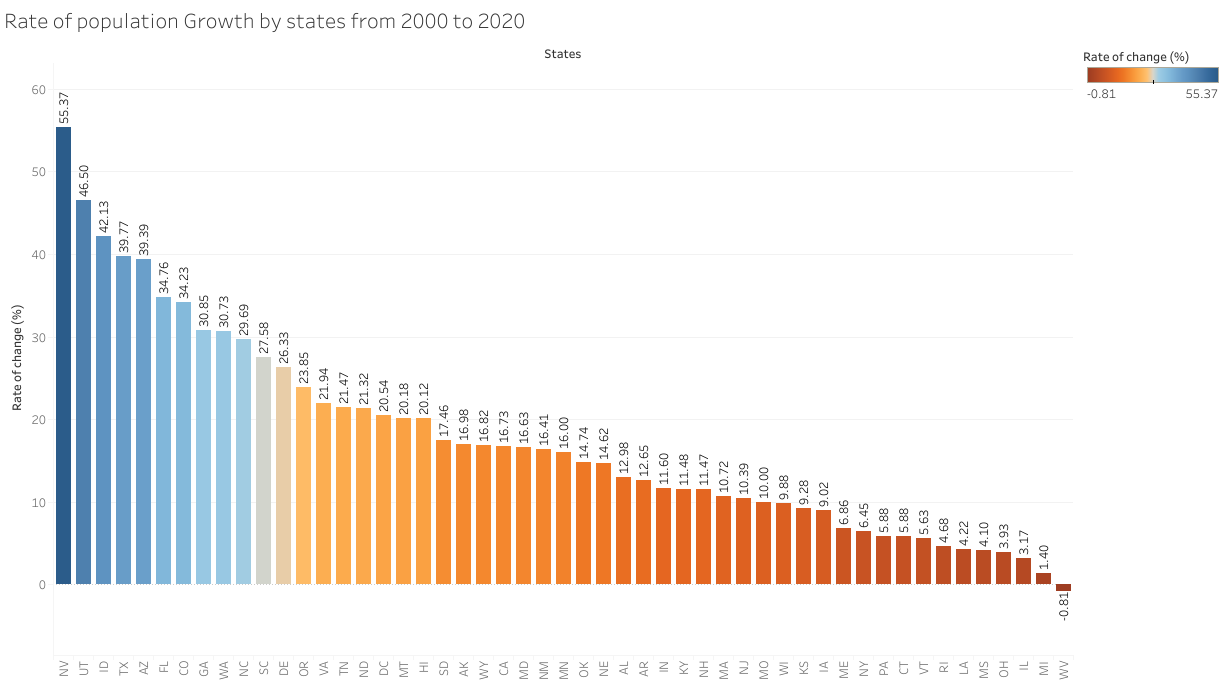 Rate of population Growth by states from 2000 to 2020
States
Rate of change (%)
-0.81 55.37
Rate of change (%)
60
50
40
30
20
10
0
55.37
46.50
42.13
39.77
39.39
34.76
34.23
30.85
30.73
29.69
27.58
26.33
23.85
21.94
21.47
21.32
20.54
20.18
20.12
17.46
16.98
16.82
16.73
16.63
16.41
16.00
14.74
14.62
12.98
12.65
11.60
11.48
11.47
10.72
10.39
10.00
9.88
9.28
9.02
6.86
6.45
5.88
5.88
5.63
4.68
4.22
4.10
3.93
3.17
1.40
-0.81
NV
UT
ID
TX
AZ
FL
CO
GA
WA
NC
SC
DE
OR
VA
TN
ND
DC
MT
HI
SD
AK
WY
CA
MD
NM
MN
OK
NE
AL
AR
IN
KY
NH
MA
NJ
MO
WI
KS
IA
ME
NY
PA
CT
VT
RI
LA
MS
OH
IL
MI
WV